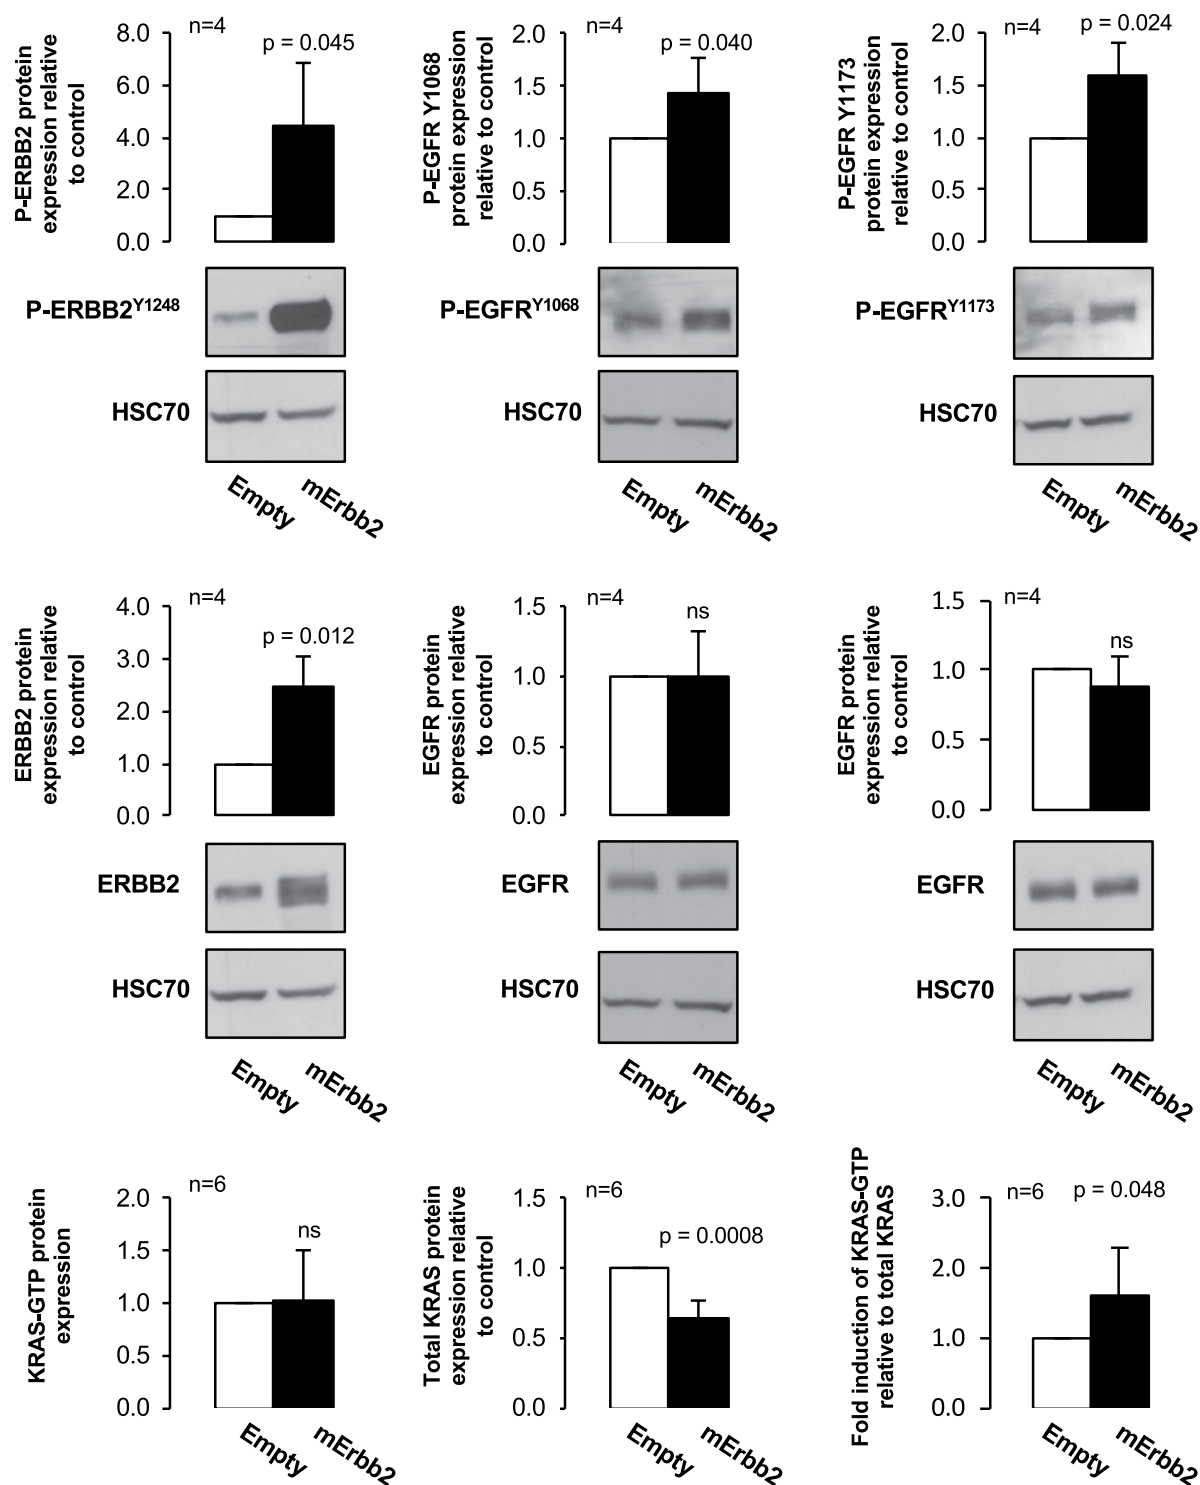 P-ERBB2 protein
expression relative
to control
8.0
6.0
4.0
2.0
0.0
n=4
p = 0.045
P-EGFR Y1068
protein expression
relative to control
2.0
1.5
1.0
0.5
0.0
n=4
p = 0.040
P-EGFR Y1173
protein expression
relative to control
2.0
1.5
1.0
0.5
0.0
n=4
p = 0.024
P-ERBB2Y1248
P-EGFRY1068
P-EGFRY1173
HSC70
HSC70
HSC70
Empty
mErbb2
Empty
mErbb2
Empty
mErbb2
ERBB2 protein
expression relative
to control
4.0
3.0
2.0
1.0
0.0
n=4
p = 0.012
EGFR protein
expression relative
to control
1.5
1.0
0.5
0.0
n=4
ns
EGFR protein
expression relative
to control
1.5
1.0
0.5
0.0
n=4
ns
ERBB2
EGFR
EGFR
HSC70
HSC70
HSC70
Empty
mErbb2
Empty
mErbb2
Empty
mErbb2
KRAS-GTP protein
expression
2.0
1.5
1.0
0.5
0.0
n=6
ns
Empty
mErbb2
Total KRAS protein
expression relative
to control
1.5
1.0
0.5
0.0
n=6
p = 0.0008
Empty
mErbb2
Fold induction of KRAS-GTP
relative to total KRAS
3.0
2.0
1.0
0.0
n=6
p = 0.048
Empty
mErbb2